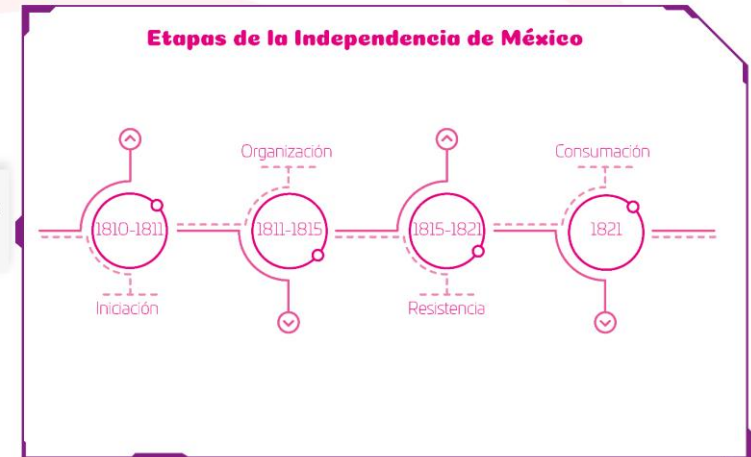 Etapas de la Independencia de México
1810-1811
Iniciación
Organización
1811-1815
1815-1821
Resistencia
Consumación
1821